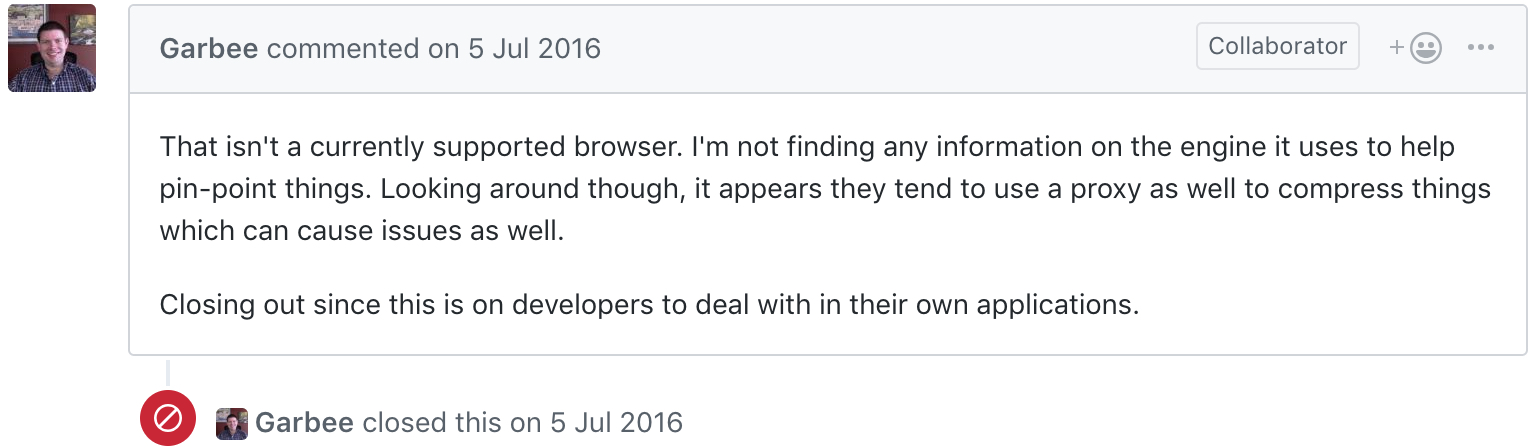 Garbee commented on 5 Jul 2016 Collaborator
That isn't a currently supported browser. I'm not finding any information on the engine it uses to help
pin-point things. Looking around though, it appears they tend to use a proxy as well to compress things
which can cause issues as well.
Closing out since this is on developers to deal with in their own applications.
Garbee closed this on 5 Jul 2016